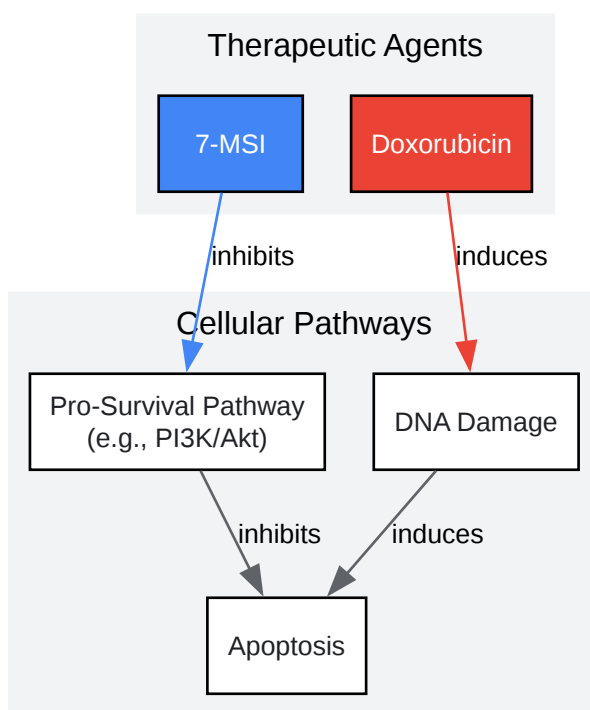 Therapeutic Agents
7-MSI
Doxorubicin
inhibits
induces
Cellular Pathways
Pro-Survival Pathway
(e.g., PI3K/Akt)
DNA Damage
inhibits
induces
Apoptosis